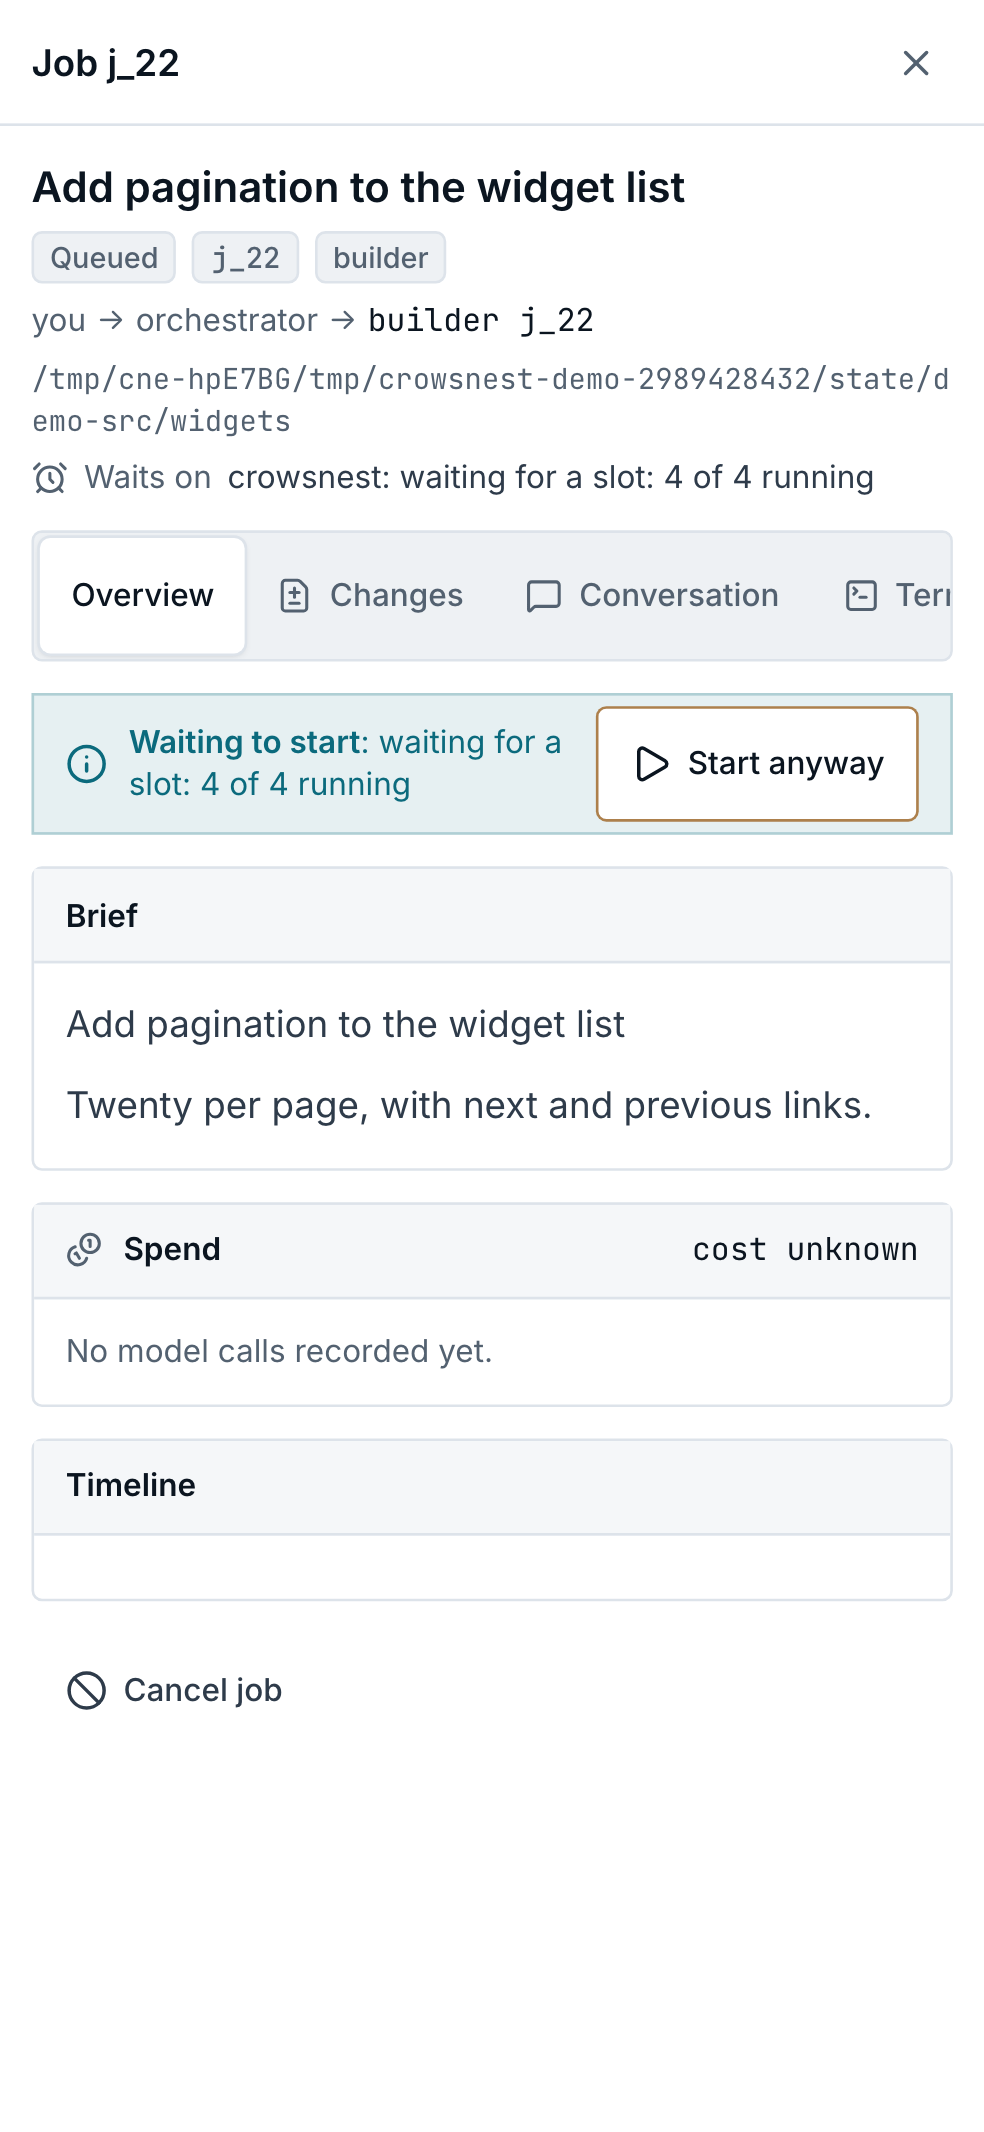 Job j_22
Add pagination to the widget list
Queued j_22 builder
you → orchestrator → builder j_22
/tmp/cne-hpE7BG/tmp/crowsnest-demo-2989428432/state/d
emo-src/widgets
Waits on crowsnest: waiting for a slot: 4 of 4 running
Overview Changes Conversation
Waiting to start: waiting for a
slot: 4 of 4 running
Start anyway
Brief
Add pagination to the widget list
Twenty per page, with next and previous links.
Spend cost unknown
No model calls recorded yet.
Timeline
Cancel job